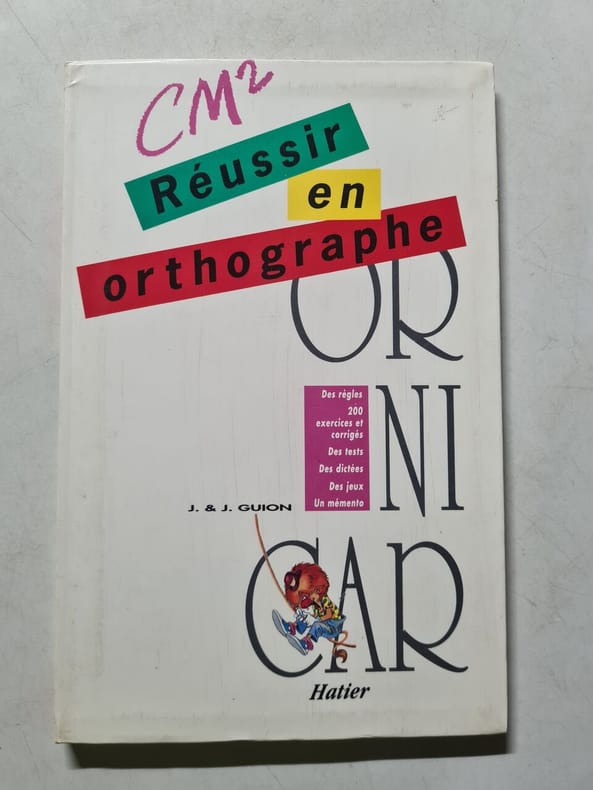 CM2
Réussir
en
orthographe
OR
Des règles
200
exercices et
corrigés
Des tests
Des dictées
Des jeux
Un mémento
NI
J. & J. GUION
CAR
Hatier